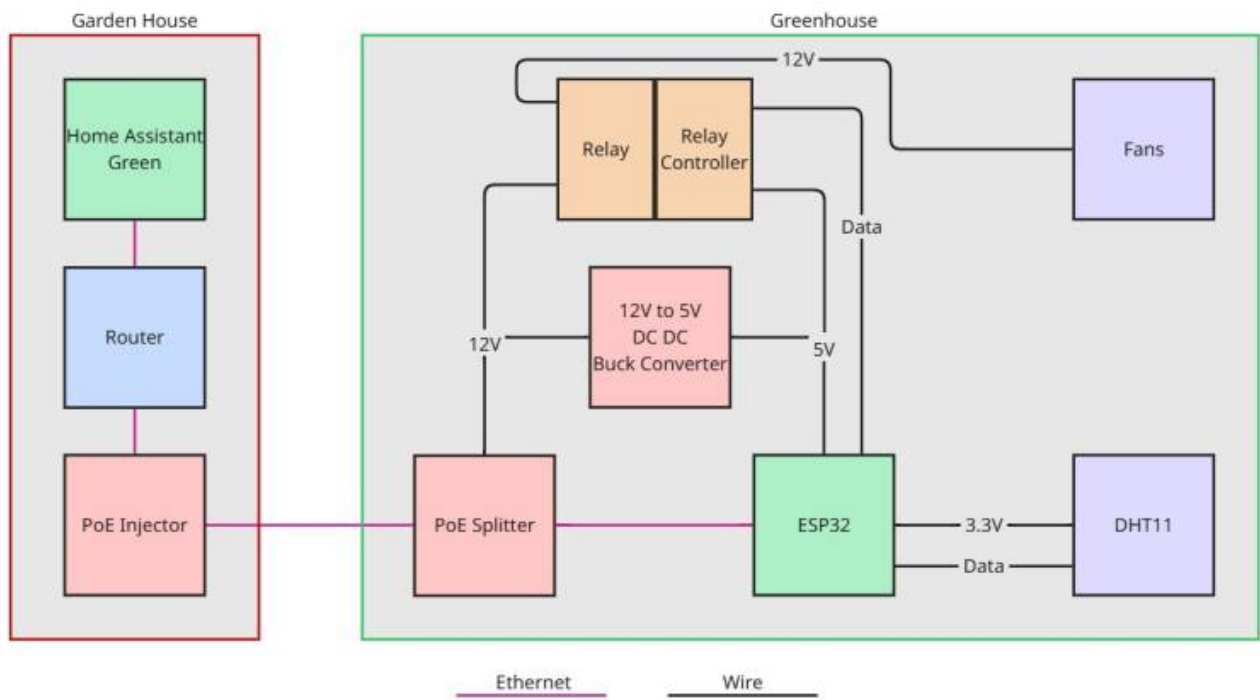 Garden House
Greenhouse
12V
Home Assistant
Green
Relay
Relay
Controller
Fans
Data
Router
12V
12V to 5V
DC DC
Buck Converter
5V
PoE Injector
PoE Splitter
ESP32
3.3V
Data
DHT11
Ethernet
Wire